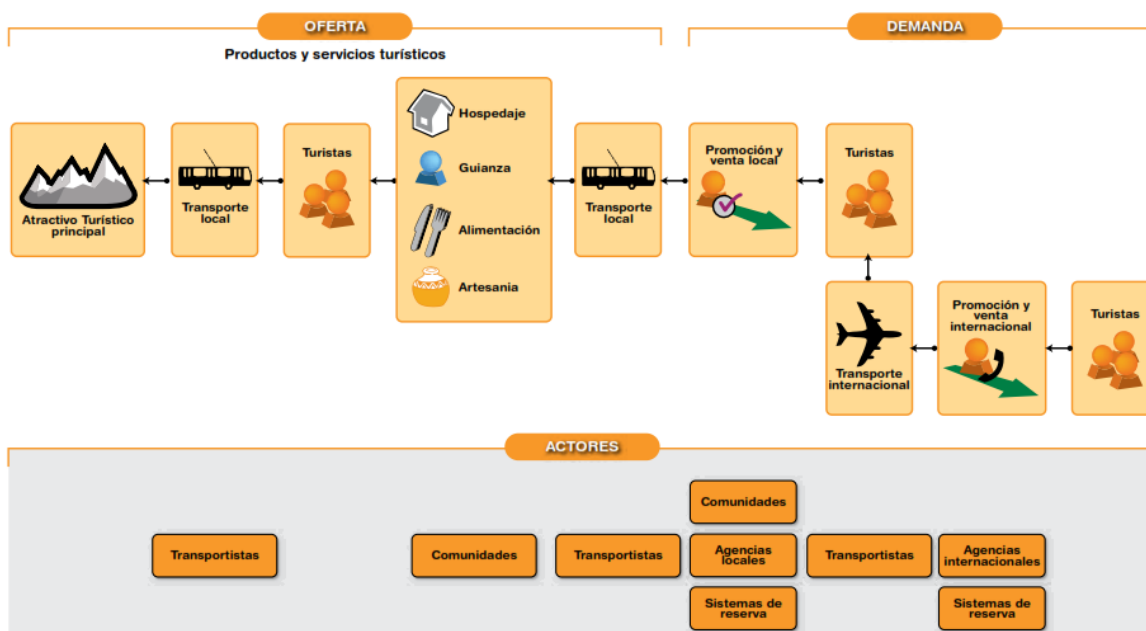 OFERTA
DEMANDA
Productos y servicios turísticos
Atractivo Turístico
principal
Transporte
local
Turistas
Hospedaje
Guianza
Alimentación
Artesania
Transporte
local
Promoción y
venta local
Turistas
Transporte
internacional
Promoción y
venta
internacional
Turistas
ACTORES
Transportistas
Comunidades
Transportistas
Comunidades
Agencias
locales
Sistemas de
reserva
Transportistas
Agencias
internacionales
Sistemas de
reserva